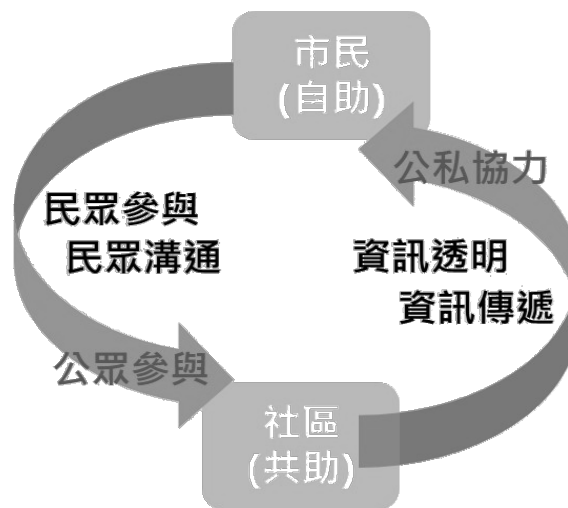 市民
(自助)
公私協力
民眾參與
民眾溝通
資訊透明
資訊傳遞
公眾參與
社區
(共助)